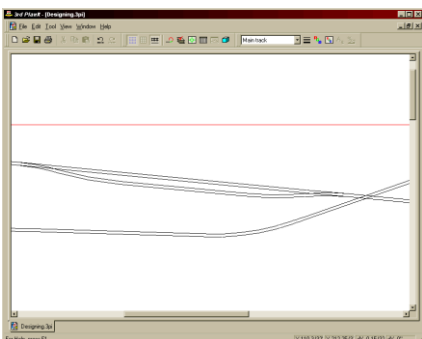 3rd PlanIt - [Designing.3pi]
File Edit Tool View Window Help
Main track
Designing.3pi